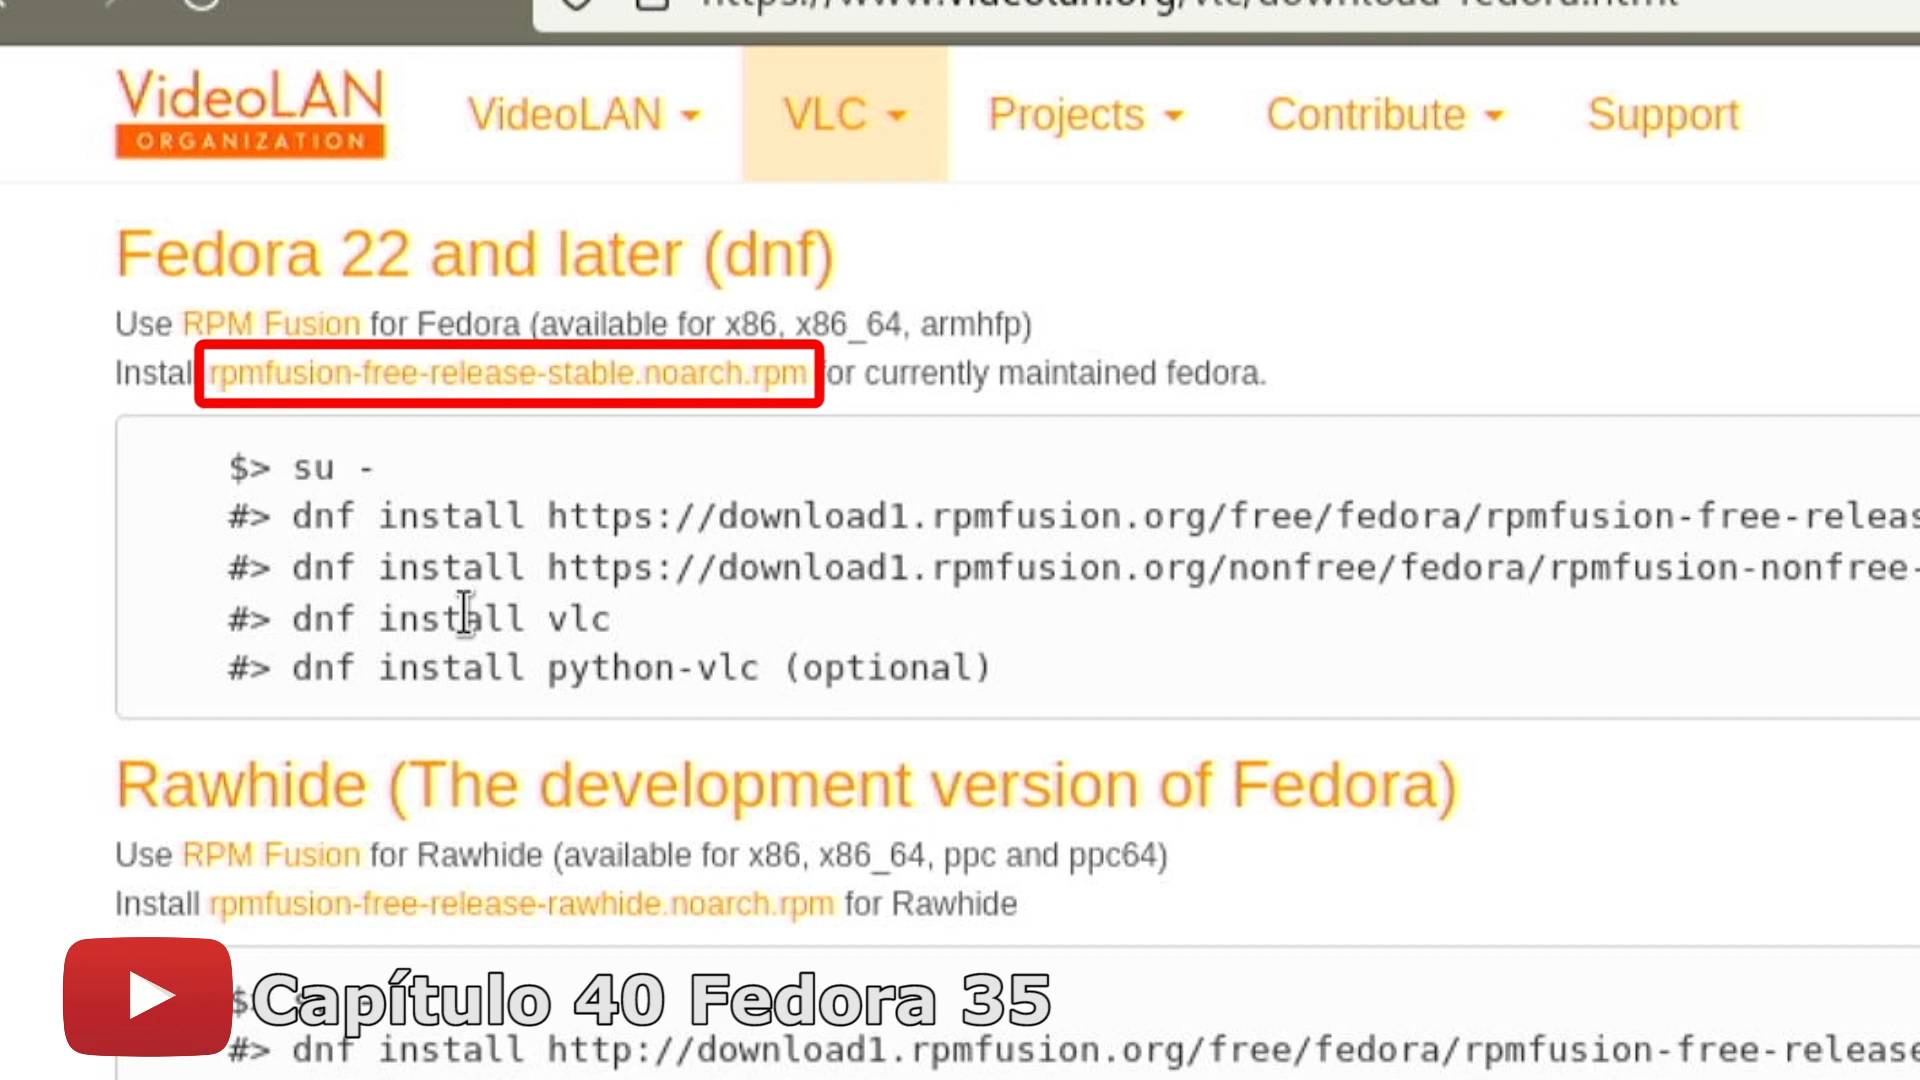 VideoLAN
ORGANIZATION
VideoLAN
VLC
Projects
Contribute
Support
Fedora 22 and later (dnf)
Use RPM Fusion for Fedora (available for x86, x86_64, armhfp)
Install rpmfusion-free-release-stable.noarch.rpm for currently maintained fedora.
$> su -
#> dnf install https://download1.rpmfusion.org/free/fedora/rpmfusion-free-releas
#> dnf install https://download1.rpmfusion.org/nonfree/fedora/rpmfusion-nonfree-
#> dnf install vlc
#> dnf install python-vlc (optional)
Rawhide (The development version of Fedora)
Use RPM Fusion for Rawhide (available for x86, x86_64, ppc and ppc64)
Install rpmfusion-free-release-rawhide.noarch.rpm for Rawhide
Capítulo 40 Fedora 35
#> dnf install http://download1.rpmfusion.org/free/fedora/rpmfusion-free-release